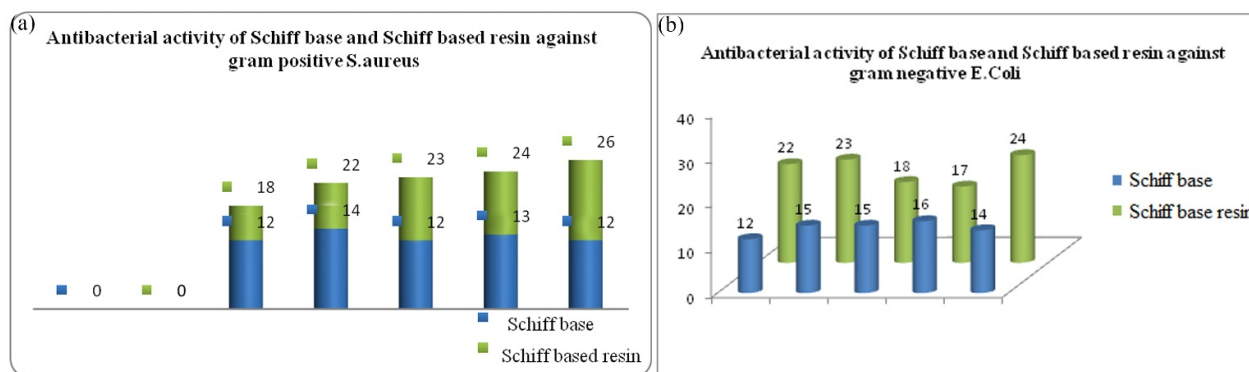 (a)
Antibacterial activity of Schiff base and Schiff based resin against
gram positive S.aureus
26
24
23
22
18
14
13
12
12
12
0 0
Schiff base
Schiff based resin
(b)
Antibacterial activity of Schiff base and Schiff based resin against
gram negative E.Coli
40
30
20
10
0
22
23
18
17
24
12
15
15
16
14
Schiff base
Schiff base resin